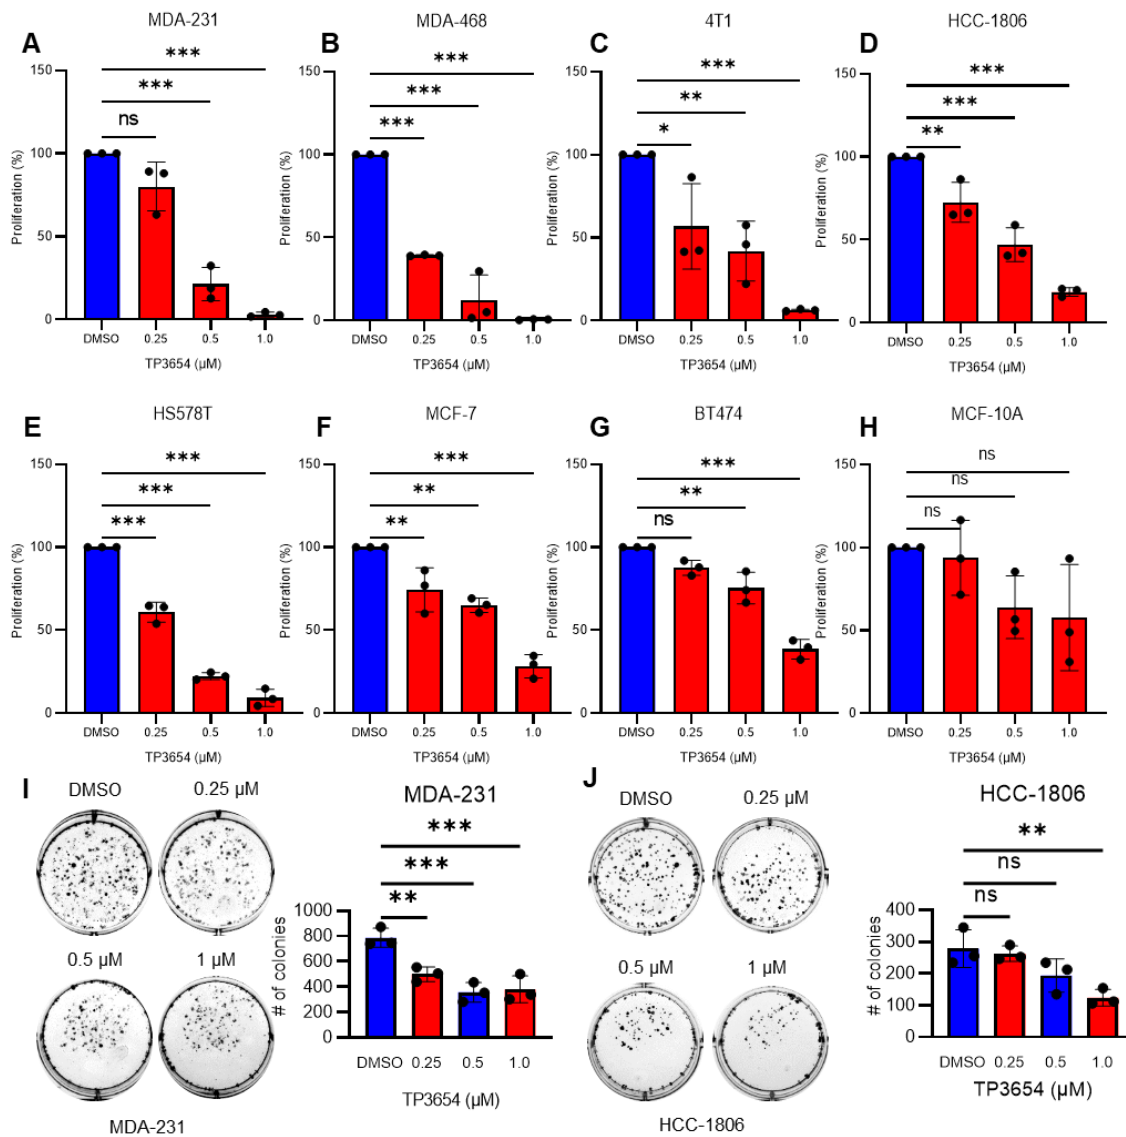 MDA-231
MDA-468
4T1
HCC-1806
A
B
C
D
***
***
ns
***
***
***
***
**
*
***
***
**
Proliferation (%)
150
100
50
0
DMSO 0.25 0.5 1.0
TP3654 (µM)
Proliferation (%)
150
100
50
0
DMSO 0.25 0.5 1.0
TP3654 (µM)
Proliferation (%)
150
100
50
0
DMSO 0.25 0.5 1.0
TP3654 (µM)
Proliferation (%)
150
100
50
0
DMSO 0.25 0.5 1.0
TP3654 (µM)
HS578T
MCF-7
BT474
MCF-10A
E
F
G
H
***
***
***
***
**
**
***
**
ns
ns
ns
ns
Proliferation (%)
150
100
50
0
DMSO 0.25 0.5 1.0
TP3654 (µM)
Proliferation (%)
150
100
50
0
DMSO 0.25 0.5 1.0
TP3654 (µM)
Proliferation (%)
150
100
50
0
DMSO 0.25 0.5 1.0
TP3654 (µM)
Proliferation (%)
150
100
50
0
DMSO 0.25 0.5 1.0
TP3654 (µM)
I
DMSO
0.25 µM
0.5 µM
1 µM
MDA-231
MDA-231
***
***
**
# of colonies
1000
800
600
400
200
0
DMSO 0.25 0.5 1.0
TP3654 (µM)
J
DMSO
0.25 µM
0.5 µM
1 µM
HCC-1806
HCC-1806
**
ns
ns
# of colonies
400
300
200
100
0
DMSO 0.25 0.5 1.0
TP3654 (µM)